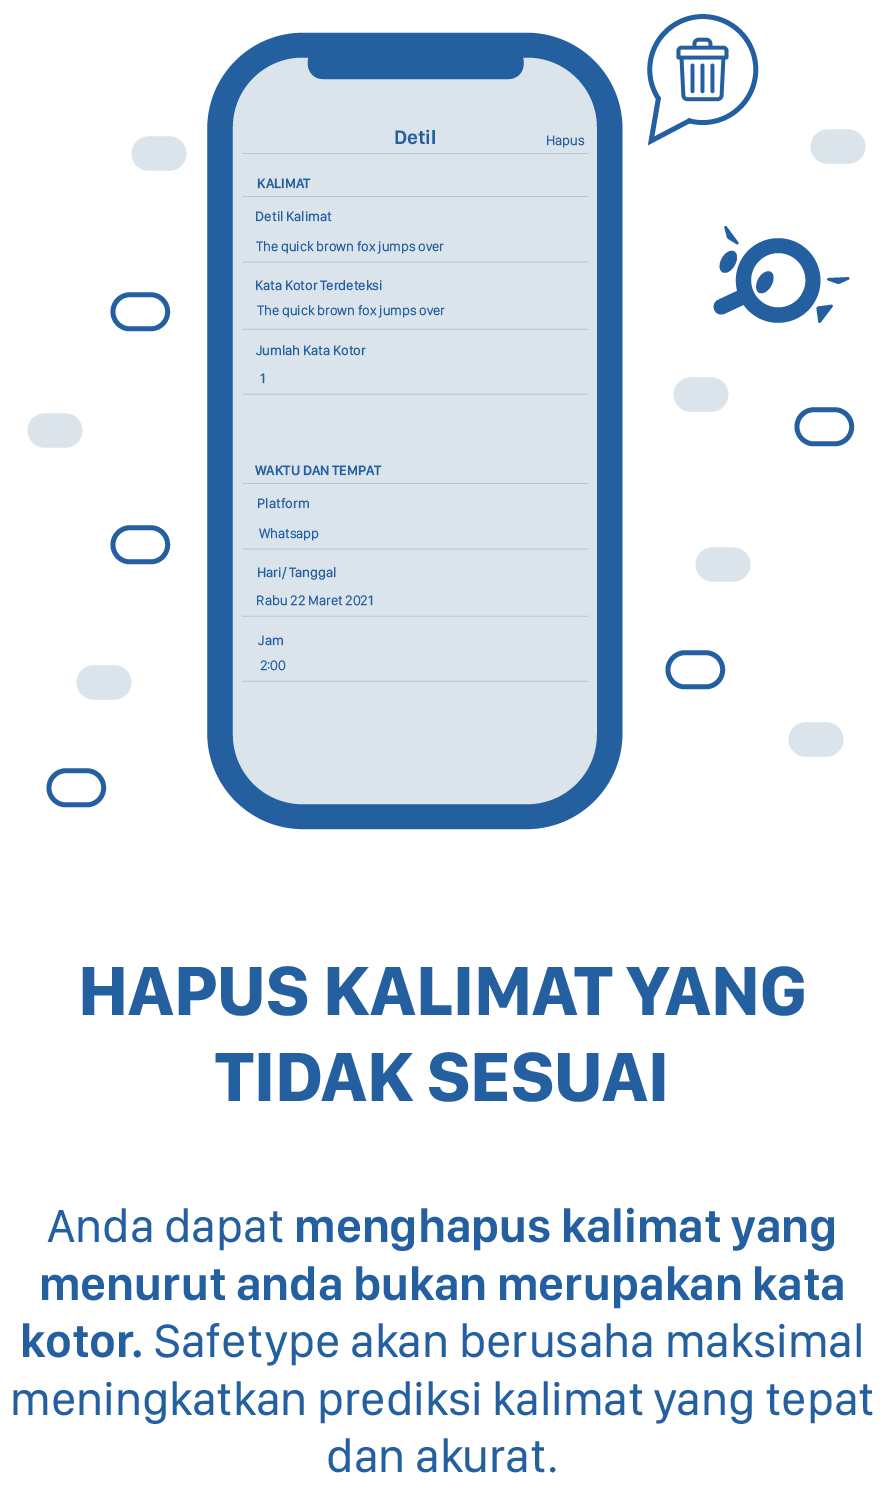 Detil
Hapus
KALIMAT
Detil Kalimat
The quick brown fox jumps over
Kata Kotor Terdeteksi
The quick brown fox jumps over
Jumlah Kata Kotor
1
WAKTU DAN TEMPAT
Platform
Whatsapp
Hari/Tanggal
Rabu 22 Maret 2021
Jam
2:00
HAPUS KALIMAT YANG
TIDAK SESUAI
Anda dapat menghapus kalimat yang
menurut anda bukan merupakan kata
kotor. Safetype akan berusaha maksimal
meningkatkan prediksi kalimat yang tepat
dan akurat.